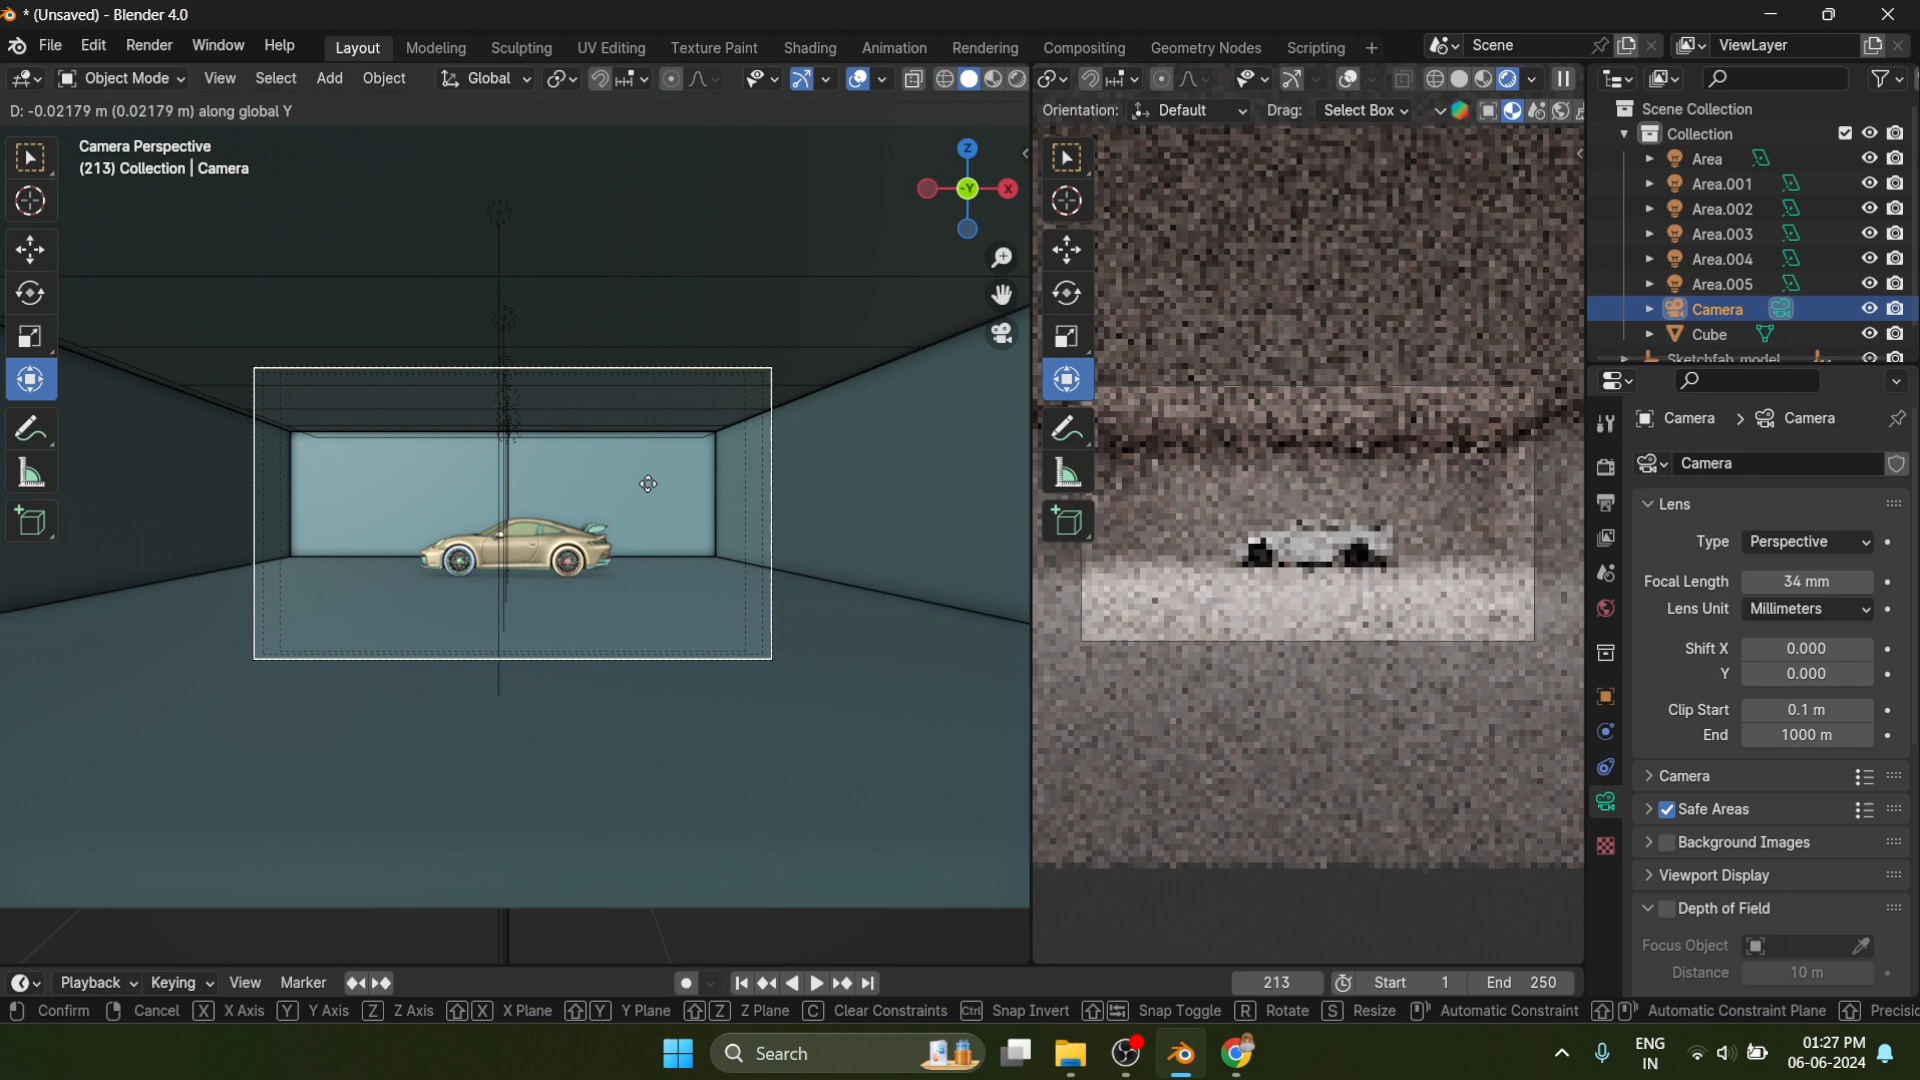 * (Unsaved) - Blender 4.0
File Edit Render Window Help Layout Modeling Sculpting UV Editing Texture Paint Shading Animation Rendering Compositing Geometry Nodes Scripting + Scene ViewLayer
Object Mode View Select Add Object Global
D: -0.02179 m (0.02179 m) along global Y
Orientation: Default Drag: Select Box
Camera Perspective
(213) Collection | Camera
Z
-Y X
Scene Collection
Collection
Area
Area.001
Area.002
Area.003
Area.004
Area.005
Camera
Cube
Sketchfab_model
Camera > Camera
Camera
Lens
Type Perspective
Focal Length 34 mm
Lens Unit Millimeters
Shift X 0.000
Y 0.000
Clip Start 0.1 m
End 1000 m
Camera
Safe Areas
Background Images
Viewport Display
Depth of Field
Focus Object
Distance 10 m
Playback Keying View Marker 213 Start 1 End 250
Confirm Cancel X X Axis Y Y Axis Z Z Axis X X Plane Y Y Plane Z Z Plane C Clear Constraints Ctrl Snap Invert Snap Toggle R Rotate S Resize Automatic Constraint Automatic Constraint Plane Precisio
Search
ENG
IN
01:27 PM
06-06-2024